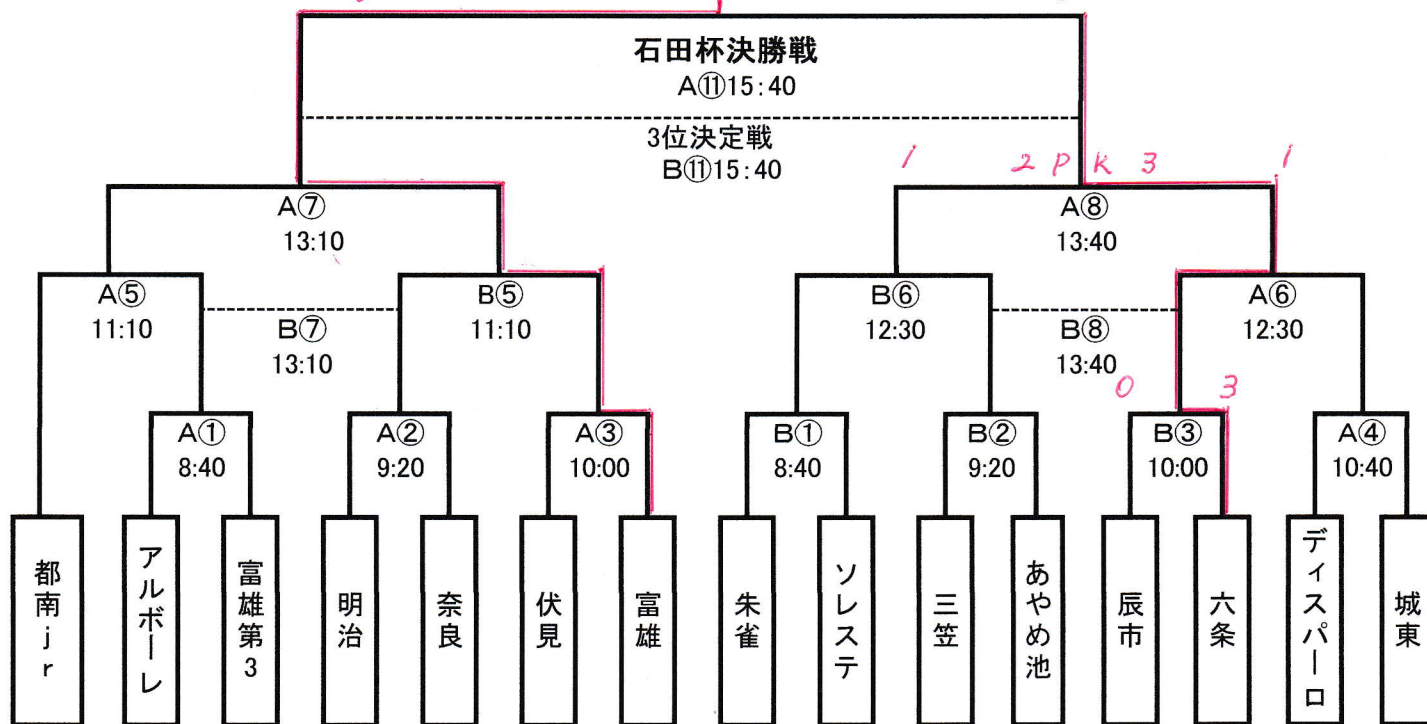 石田杯決勝戦
A⑪15:40
3位決定戦
B⑪15:40
1 2 P K 3 1
A⑦
13:10
A⑧
13:40
A⑤
11:10
B⑦
13:10
B⑤
11:10
B⑥
12:30
B⑧
13:40
A⑥
12:30
0 3
A①
8:40
A②
9:20
A③
10:00
B①
8:40
B②
9:20
B③
10:00
A④
10:40
都南jr
アルボーレ
富雄第3
明治
奈良
伏見
富雄
朱雀
ソレステ
三笠
あやめ池
辰市
六条
ディスパーロ
城東